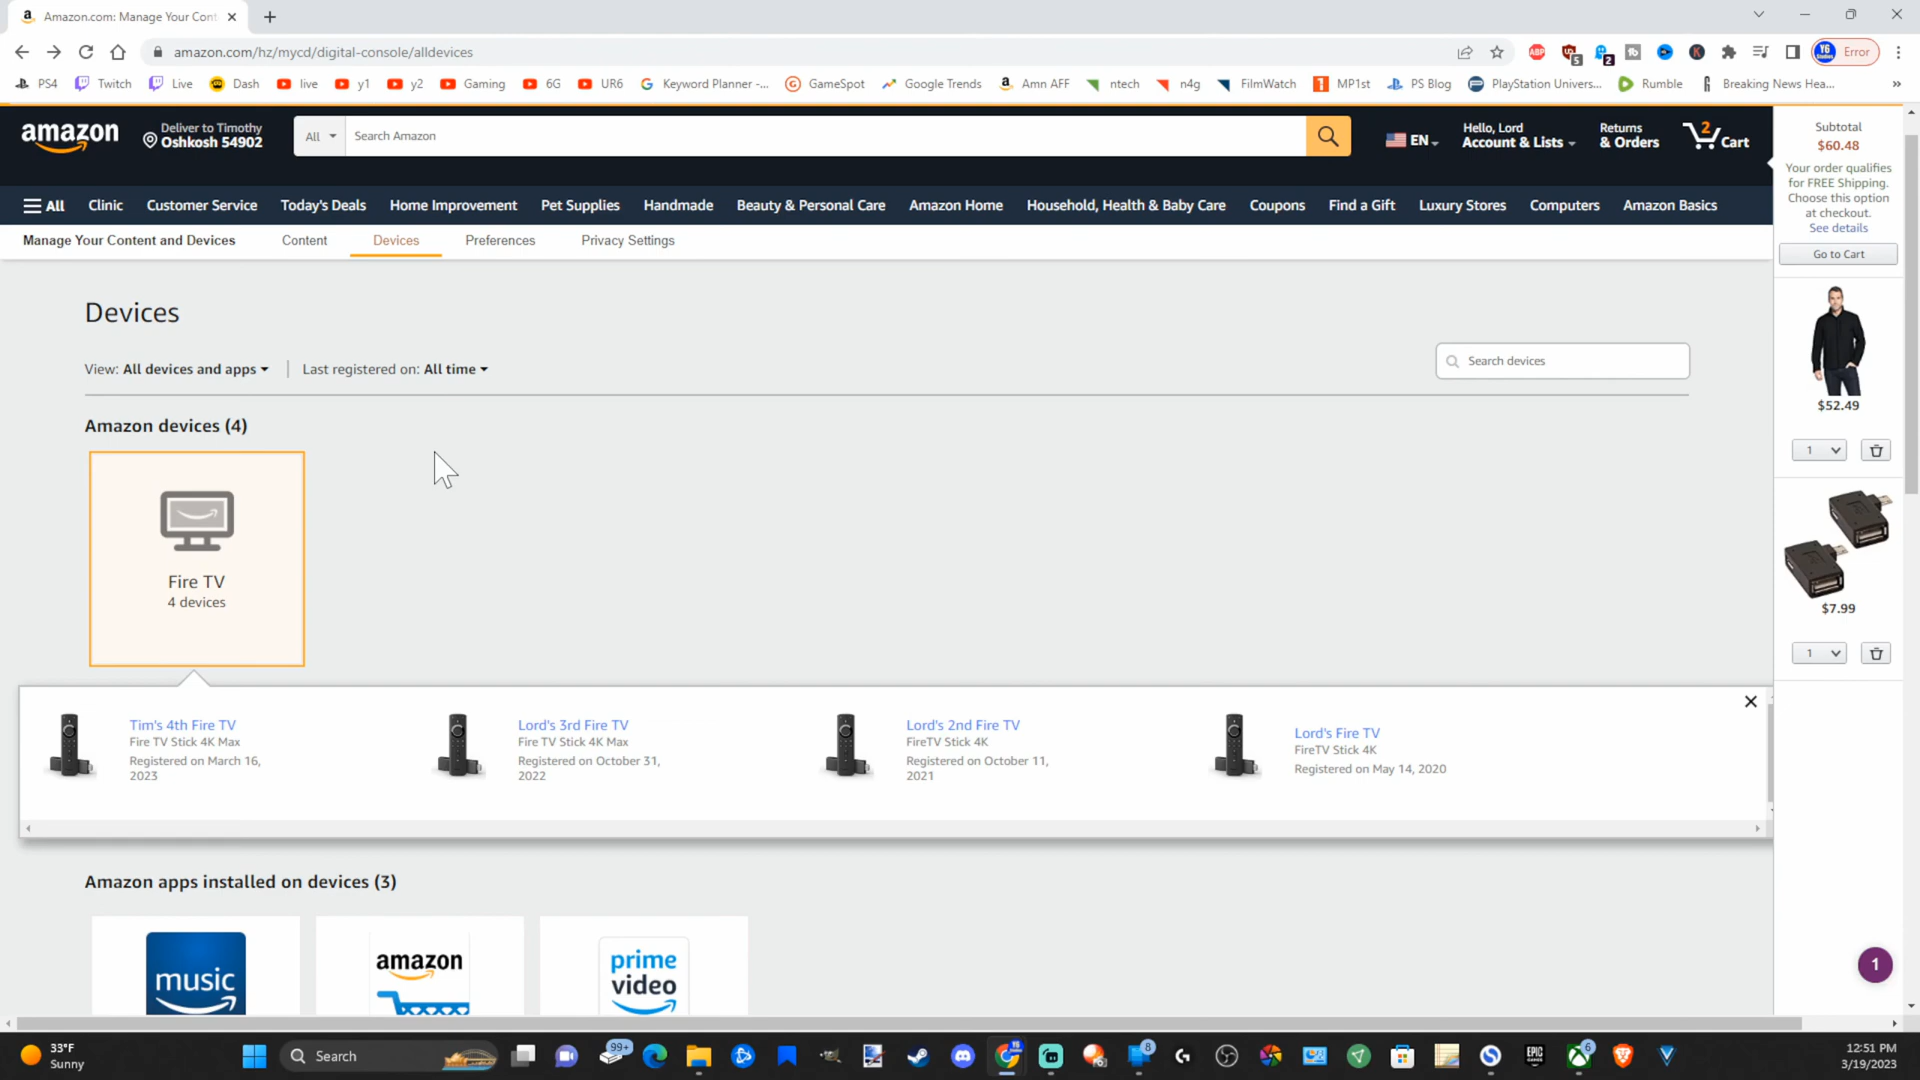 Amazon.com: Manage Your Cont
amazon.com/hz/mycd/digital-console/alldevices
ABP
5
2
tb
K
Y6
Error
PS4
Twitch
Live
Dash
live
y1
y2
Gaming
6G
UR6
Keyword Planner -...
GameSpot
Google Trends
Amn AFF
ntech
n4g
FilmWatch
MP1st
PS Blog
PlayStation Univers...
Rumble
Breaking News Hea...
amazon
Deliver to Timothy
Oshkosh 54902
All
Search Amazon
EN
Hello, Lord
Account & Lists
Returns
& Orders
2
Cart
All
Clinic
Customer Service
Today's Deals
Home Improvement
Pet Supplies
Handmade
Beauty & Personal Care
Amazon Home
Household, Health & Baby Care
Coupons
Find a Gift
Luxury Stores
Computers
Amazon Basics
Subtotal
$60.48
Your order qualifies
for FREE Shipping.
Choose this option
at checkout.
See details
Go to Cart
$52.49
1
$7.99
1
Manage Your Content and Devices
Content
Devices
Preferences
Privacy Settings
Devices
View: All devices and apps
Last registered on: All time
Search devices
Amazon devices (4)
Fire TV
4 devices
Tim's 4th Fire TV
Fire TV Stick 4K Max
Registered on March 16,
2023
Lord's 3rd Fire TV
Fire TV Stick 4K Max
Registered on October 31,
2022
Lord's 2nd Fire TV
FireTV Stick 4K
Registered on October 11,
2021
Lord's Fire TV
FireTV Stick 4K
Registered on May 14, 2020
Amazon apps installed on devices (3)
music
amazon
prime
video
1
33°F
Sunny
Search
99+
Y6
8
EPIC
6
12:51 PM
3/19/2023